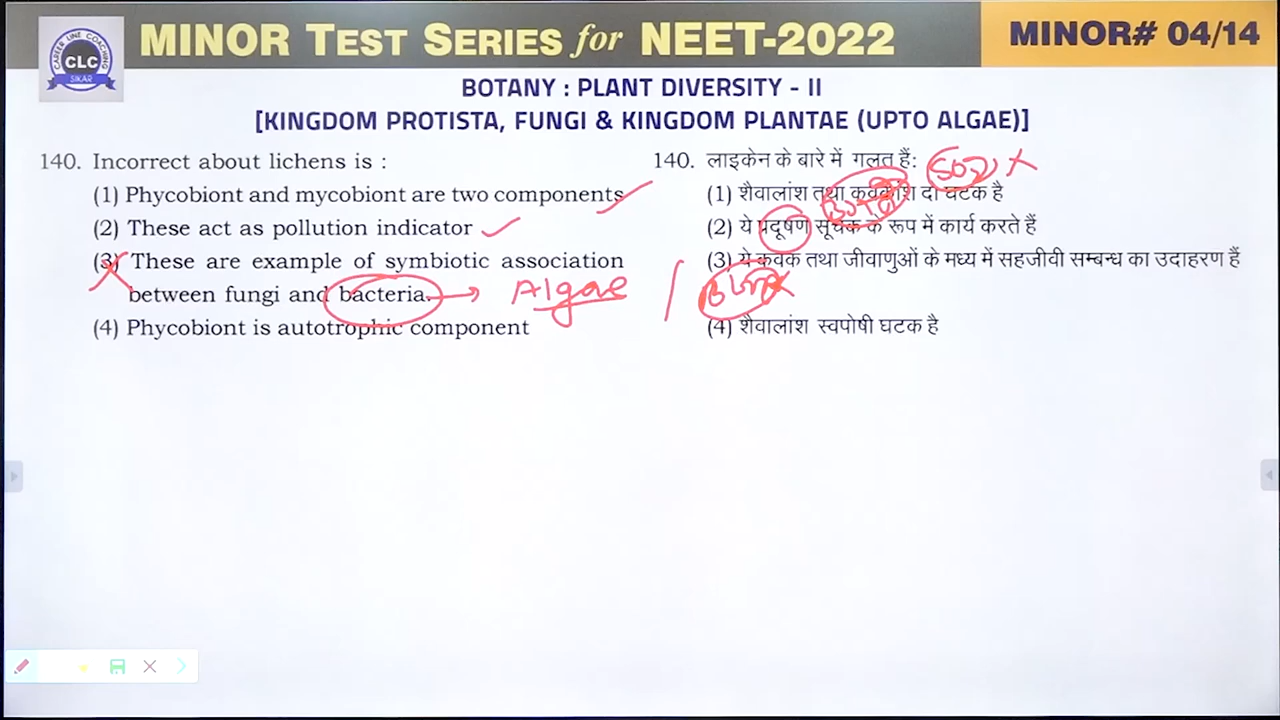 CAREER LINE COACHING
CLC
SIKAR
MINOR TEST SERIES for NEET-2022
MINOR# 04/14
BOTANY : PLANT DIVERSITY - II
[KINGDOM PROTISTA, FUNGI & KINGDOM PLANTAE (UPTO ALGAE)]
140. Incorrect about lichens is :
(1) Phycobiont and mycobiont are two components
(2) These act as pollution indicator
(3) These are example of symbiotic association
between fungi and bacteria.
Algae
(4) Phycobiont is autotrophic component
140. लाइकेन के बारे में गलत हैं:
SO2
(1) शैवालांश तथा कवकांश दो घटक है
(2) ये प्रदूषण सूचक के रूप में कार्य करते हैं
(3) ये कवक तथा जीवाणुओं के मध्य में सहजीवी सम्बन्ध का उदाहरण हैं
(4) शैवालांश स्वपोषी घटक है